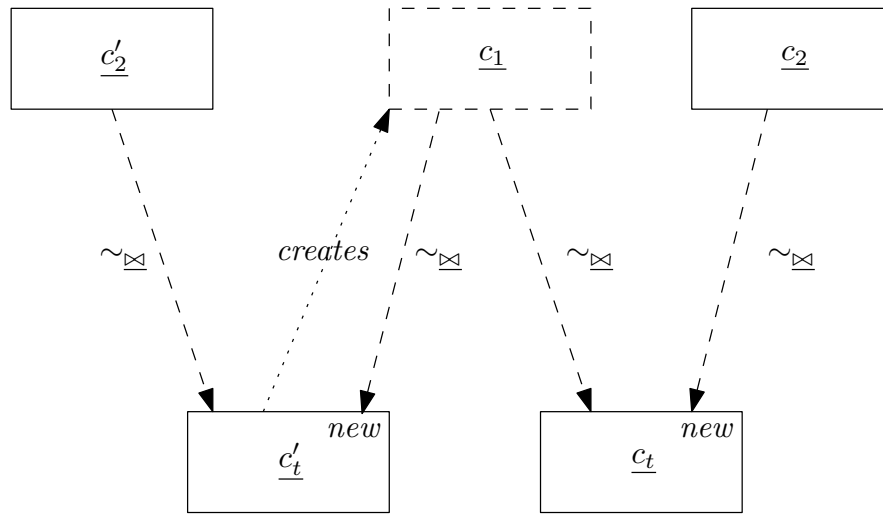 c′₂ c₁ c₂
∼⋈ creates ∼⋈ ∼⋈ ∼⋈
new new
c′ₜ cₜ